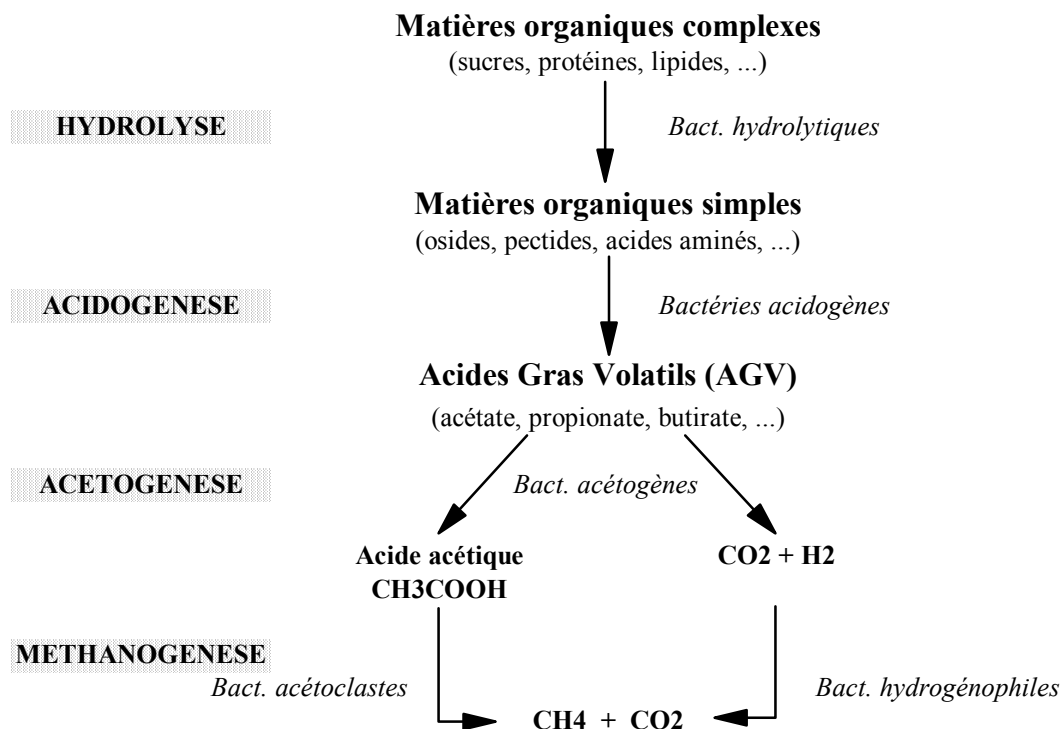 Matières organiques complexes
(sucres, protéines, lipides, ...)
HYDROLYSE
Bact. hydrolytiques
Matières organiques simples
(osides, pectides, acides aminés, ...)
ACIDOGENESE
Bactéries acidogènes
Acides Gras Volatils (AGV)
(acétate, propionate, butirate, ...)
ACETOGENESE
Bact. acétogènes
Acide acétique
CH3COOH
CO2 + H2
METHANOGENESE
Bact. acétoclastes
Bact. hydrogénophiles
CH4 + CO2